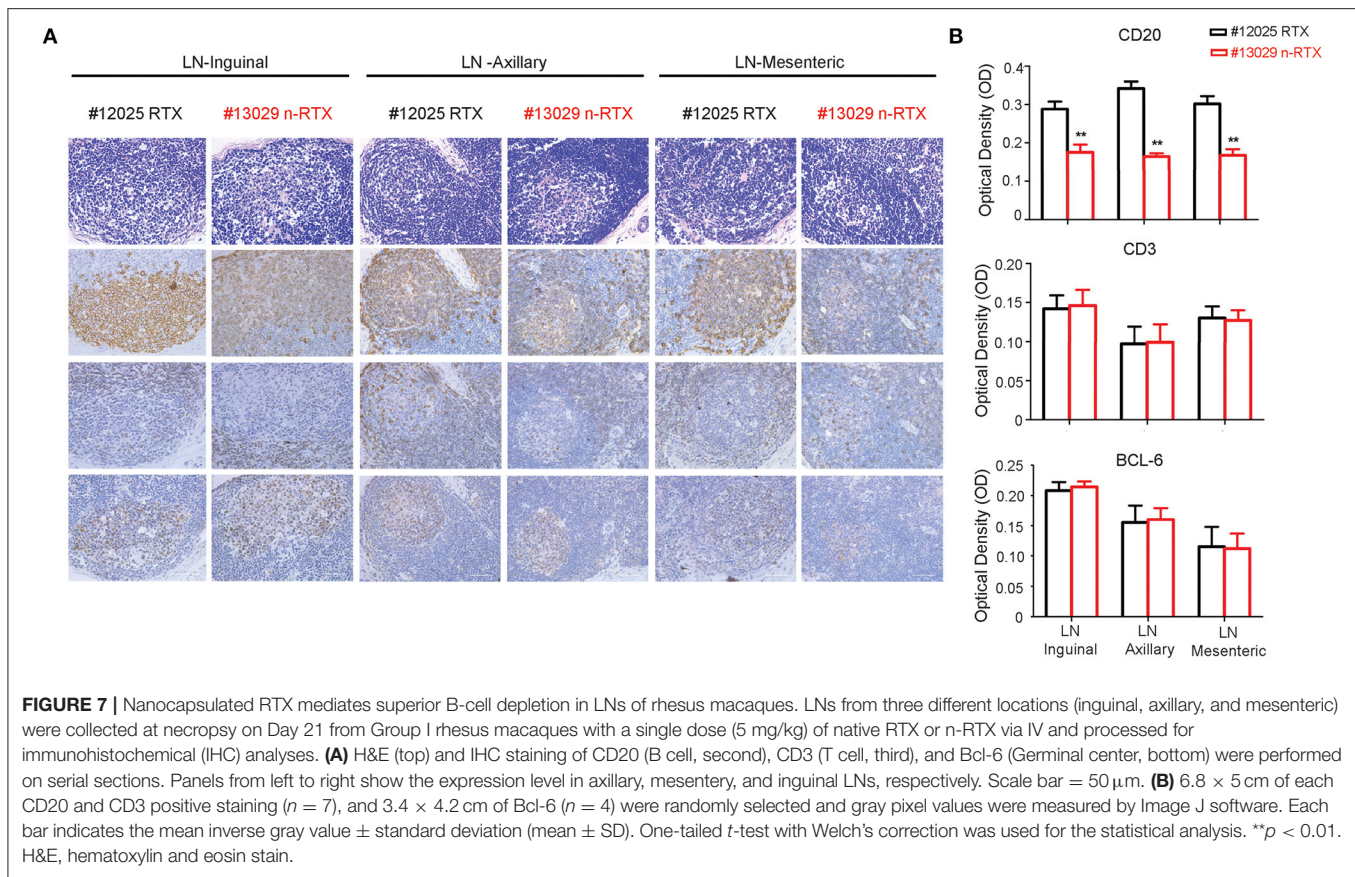 A
LN-Inguinal
LN -Axillary
LN-Mesenteric
#12025 RTX
#13029 n-RTX
#12025 RTX
#13029 n-RTX
#12025 RTX
#13029 n-RTX
B
CD20
#12025 RTX
#13029 n-RTX
Optical Density (OD)
0.4
0.3
0.2
0.1
0
**
**
**
CD3
Optical Density (OD)
0.20
0.15
0.10
0.05
0
BCL-6
Optical Density (OD)
0.25
0.20
0.15
0.10
0.05
0
LN
Inguinal
LN
Axillary
LN
Mesenteric
FIGURE 7 | Nanocapsulated RTX mediates superior B-cell depletion in LNs of rhesus macaques. LNs from three different locations (inguinal, axillary, and mesenteric)
were collected at necropsy on Day 21 from Group I rhesus macaques with a single dose (5 mg/kg) of native RTX or n-RTX via IV and processed for
immunohistochemical (IHC) analyses. (A) H&E (top) and IHC staining of CD20 (B cell, second), CD3 (T cell, third), and Bcl-6 (Germinal center, bottom) were performed
on serial sections. Panels from left to right show the expression level in axillary, mesentery, and inguinal LNs, respectively. Scale bar = 50 μm. (B) 6.8 × 5 cm of each
CD20 and CD3 positive staining (n = 7), and 3.4 × 4.2 cm of Bcl-6 (n = 4) were randomly selected and gray pixel values were measured by Image J software. Each
bar indicates the mean inverse gray value ± standard deviation (mean ± SD). One-tailed t-test with Welch's correction was used for the statistical analysis. **p < 0.01.
H&E, hematoxylin and eosin stain.